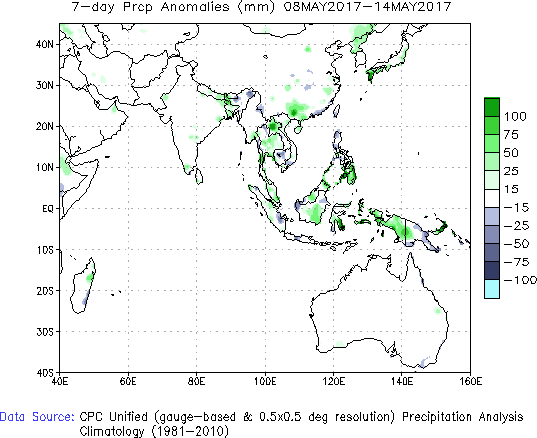 7-day Prcp Anomalies (mm) 08MAY2017-14MAY2017
40N
30N
20N
10N
EQ
10S
20S
30S
40S
40E 60E 80E 100E 120E 140E 160E
100
75
50
25
15
-15
-25
-50
-75
-100
Data Source: CPC Unified (gauge-based & 0.5x0.5 deg resolution) Precipitation Analysis
Climatology (1981-2010)